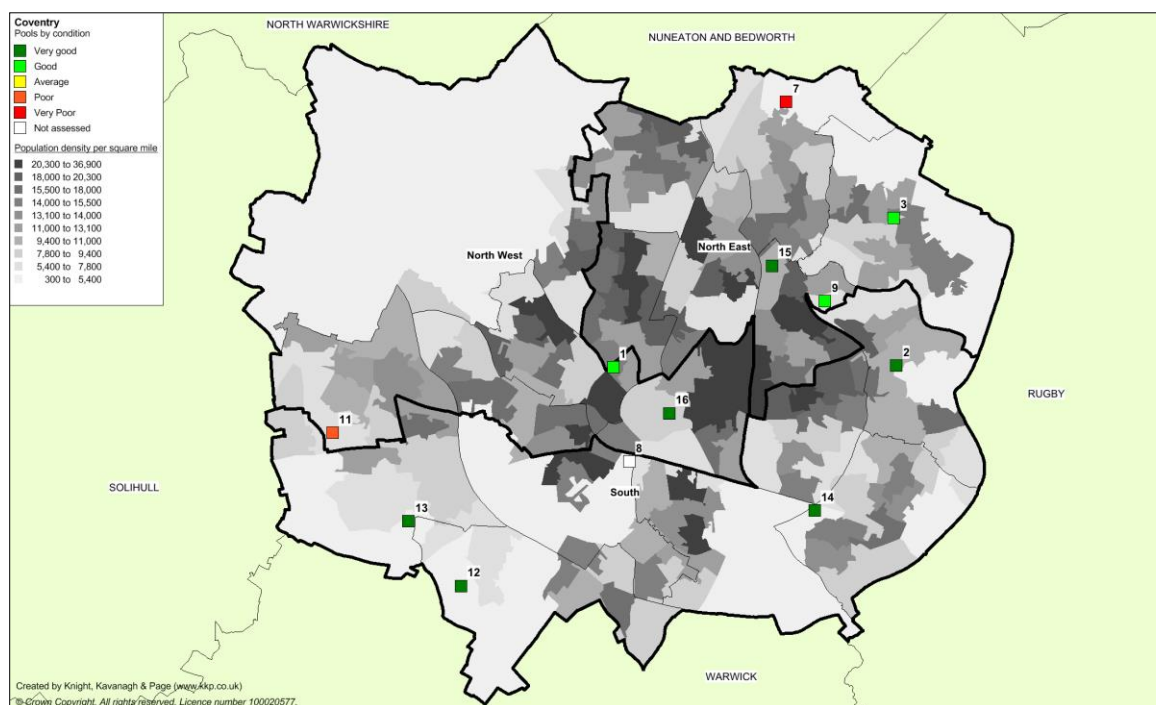 Coventry
Pools by condition
Very good
Good
Average
Poor
Very Poor
Not assessed
Population density per square mile
20,300 to 36,900
18,000 to 20,300
15,500 to 18,000
14,000 to 15,500
13,100 to 14,000
11,000 to 13,100
9,400 to 11,000
7,800 to 9,400
5,400 to 7,800
300 to 5,400
NORTH WARWICKSHIRE
NUNEATON AND BEDWORTH
7
3
North East
North West
15
9
1
2
16
RUGBY
11
8
SOLIHULL
South
14
13
12
WARWICK
Created by Knight, Kavanagh & Page (www.kkp.co.uk)
© Crown Copyright. All rights reserved. Licence number 100020577.